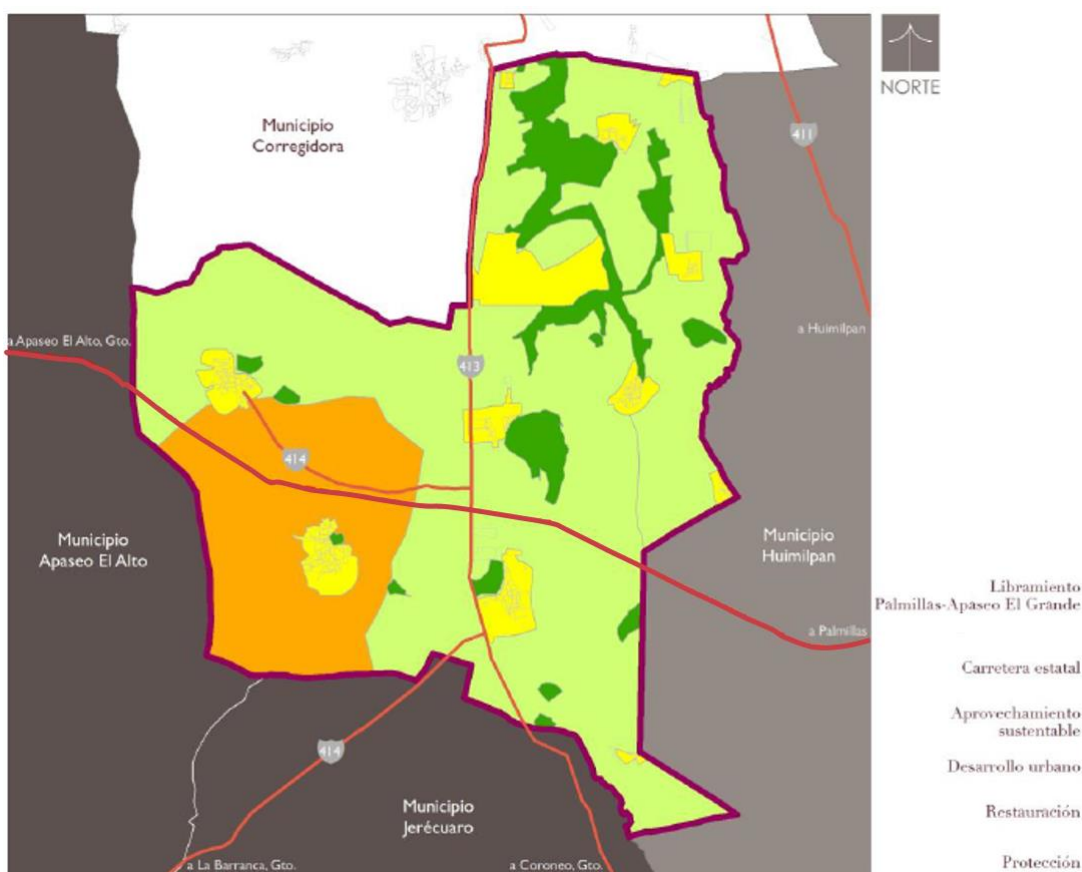 NORTE
Municipio
Corregidora
411
a Huimilpan
a Apaseo El Alto, Gto.
413
414
Municipio
Apaseo El Alto
Municipio
Huimilpan
Libramiento
Palmillas-Apaseo El Grande
a Palmillas
Carretera estatal
Aprovechamiento
sustentable
Desarrollo urbano
414
Municipio
Jerécuaro
Restauración
a La Barranca, Gto.
a Coroneo, Gto.
Protección